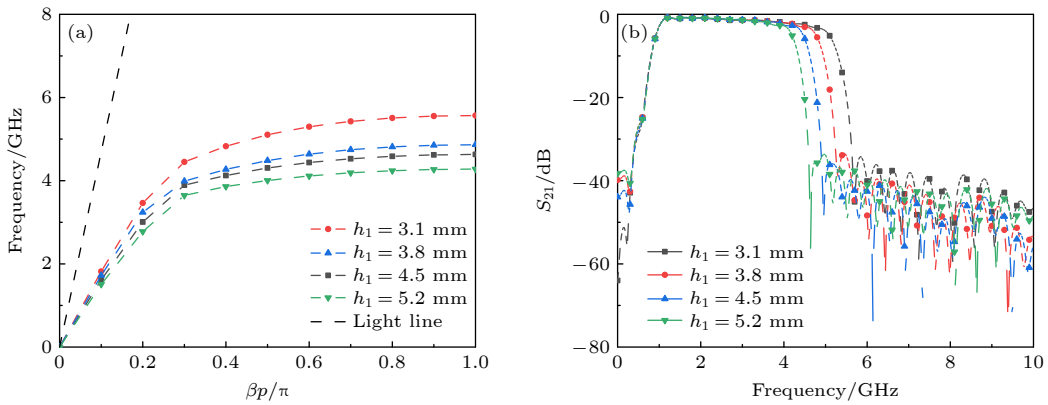 (a)
8
6
4
2
0
Frequency/GHz
h₁ = 3.1 mm
h₁ = 3.8 mm
h₁ = 4.5 mm
h₁ = 5.2 mm
Light line
0 0.2 0.4 0.6 0.8 1.0
βp/π
(b)
0
−20
−40
−60
−80
S₂₁/dB
h₁ = 3.1 mm
h₁ = 3.8 mm
h₁ = 4.5 mm
h₁ = 5.2 mm
0 2 4 6 8 10
Frequency/GHz